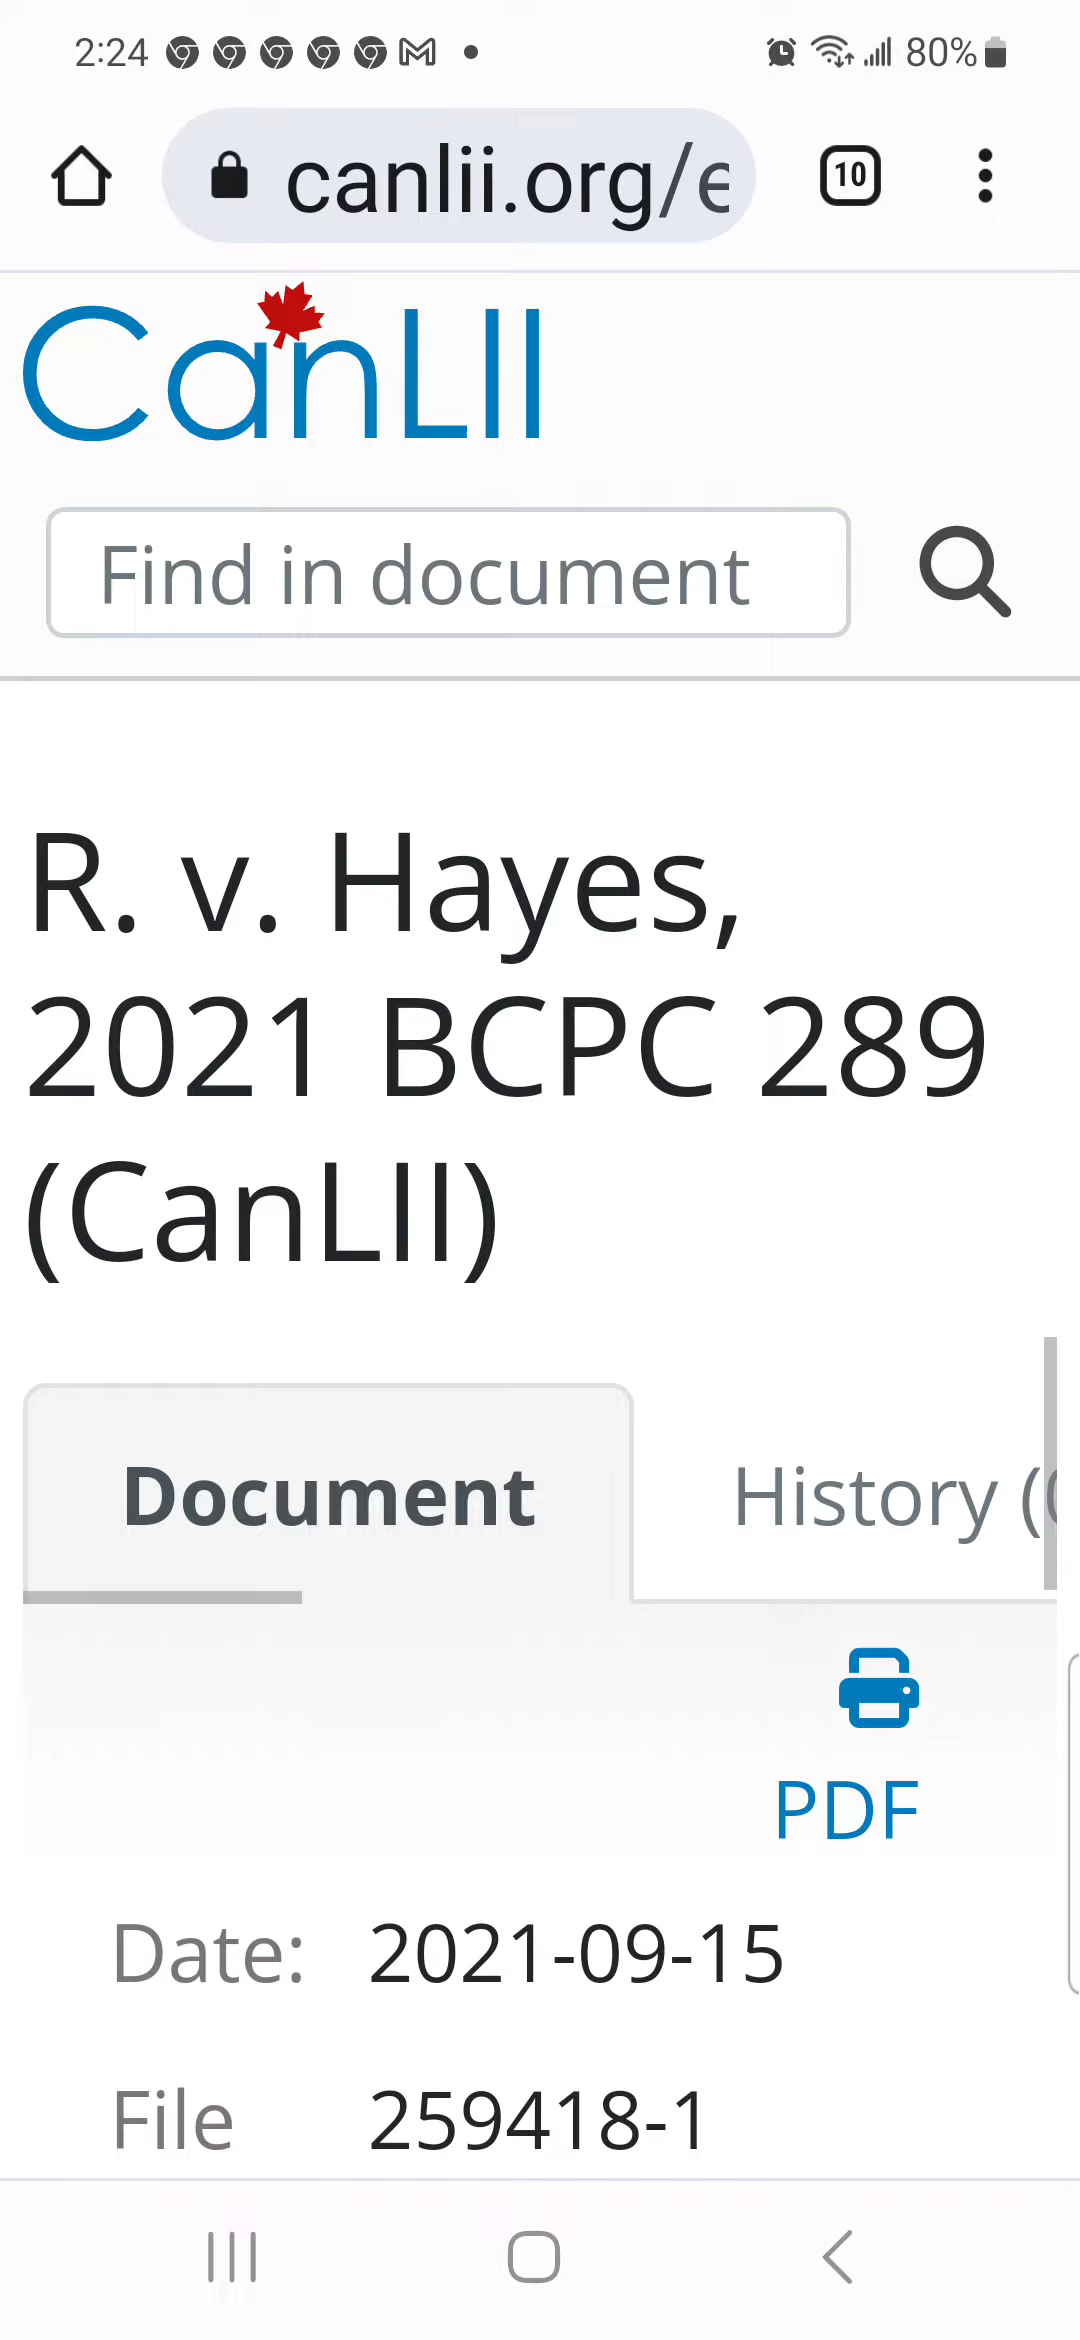 2:24
80%
canlii.org/e
10
CanLII
Find in document
R. v. Hayes,
2021 BCPC 289
(CanLII)
Document
History (
PDF
Date: 2021-09-15
File 259418-1